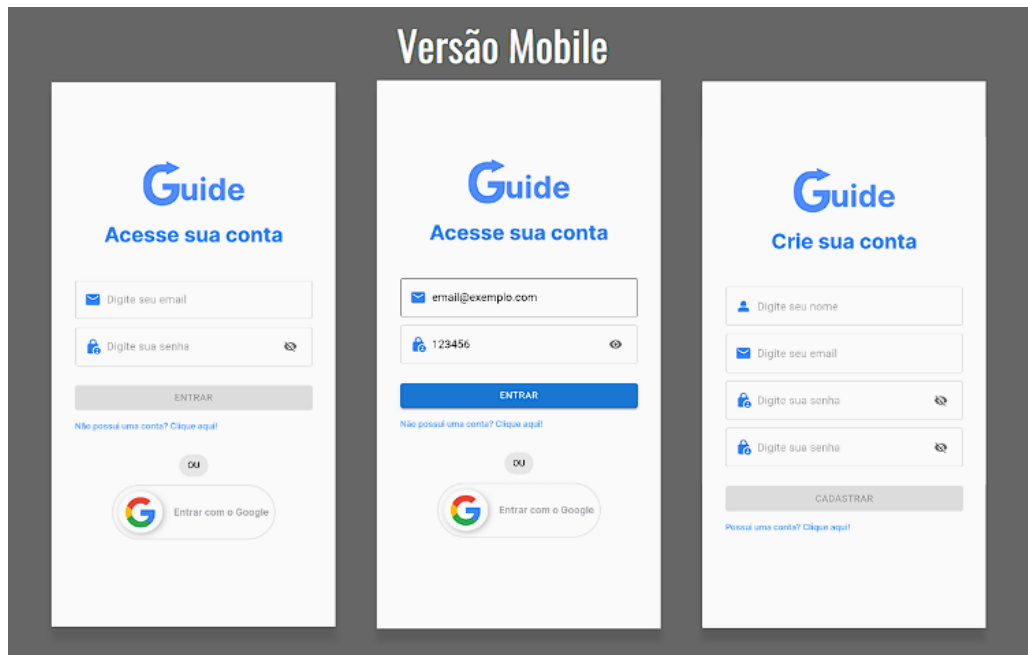 Versão Mobile
Guide
Acesse sua conta
Digite seu email
Digite sua senha
ENTRAR
Não possui uma conta? Clique aqui!
OU
Entrar com o Google
Guide
Acesse sua conta
email@exemplo.com
123456
ENTRAR
Não possui uma conta? Clique aqui!
OU
Entrar com o Google
Guide
Crie sua conta
Digite seu nome
Digite seu email
Digite sua senha
Digite sua senha
CADASTRAR
Possui uma conta? Clique aqui!